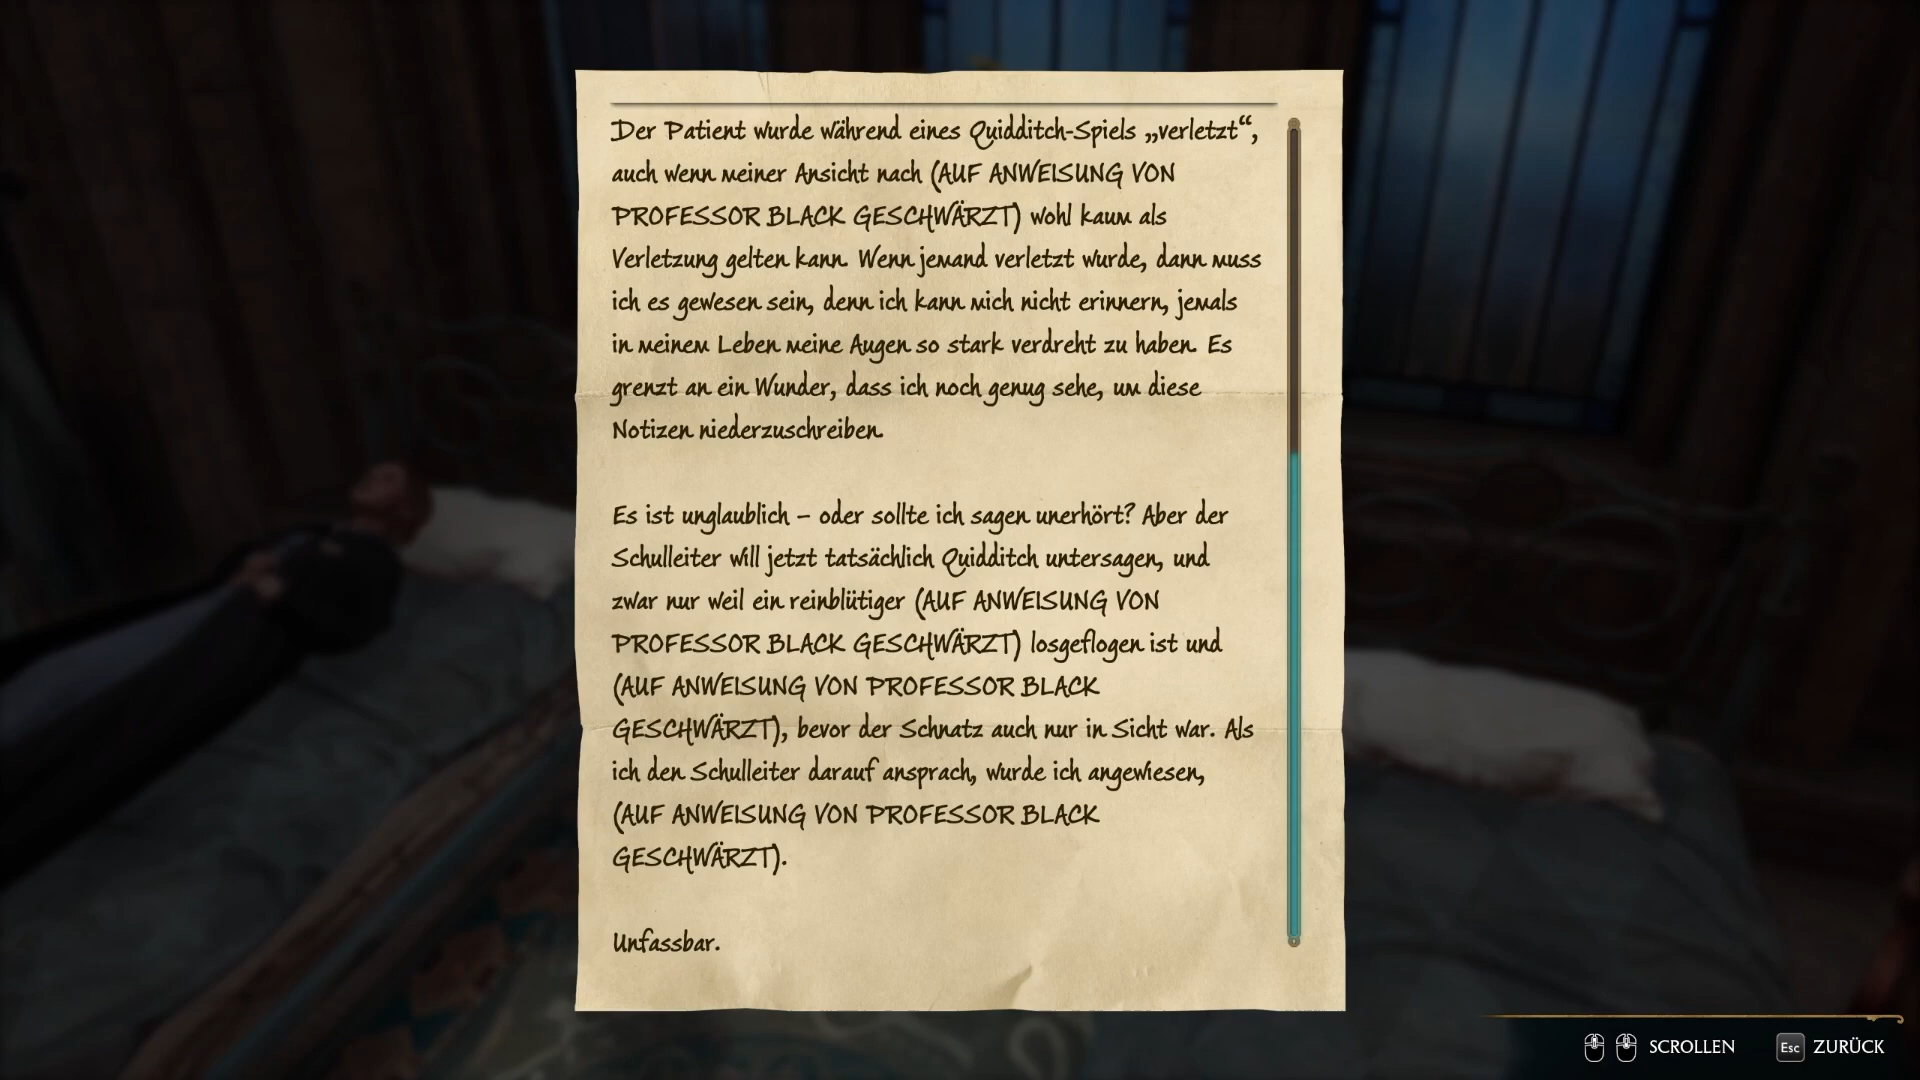 Der Patient wurde während eines Quidditch-Spiels „verletzt“,
auch wenn meiner Ansicht nach (AUF ANWEISUNG VON
PROFESSOR BLACK GESCHWÄRZT) wohl kaum als
Verletzung gelten kann. Wenn jemand verletzt wurde, dann muss
ich es gewesen sein, denn ich kann mich nicht erinnern, jemals
in meinem Leben meine Augen so stark verdreht zu haben. Es
grenzt an ein Wunder, dass ich noch genug sehe, um diese
Notizen niederzuschreiben.
Es ist unglaublich – oder sollte ich sagen unerhört? Aber der
Schulleiter will jetzt tatsächlich Quidditch untersagen, und
zwar nur weil ein reinblütiger (AUF ANWEISUNG VON
PROFESSOR BLACK GESCHWÄRZT) losgeflogen ist und
(AUF ANWEISUNG VON PROFESSOR BLACK
GESCHWÄRZT), bevor der Schnatz auch nur in Sicht war. Als
ich den Schulleiter darauf ansprach, wurde ich angewiesen,
(AUF ANWEISUNG VON PROFESSOR BLACK
GESCHWÄRZT).
Unfassbar.
SCROLLEN
Esc ZURÜCK